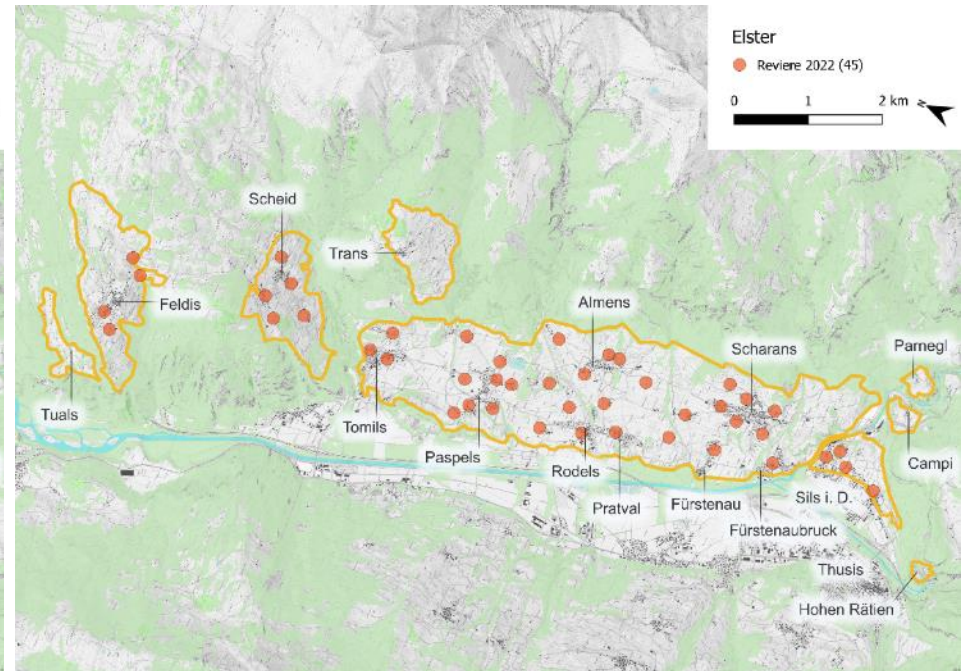 Elster
Reviere 2022 (45)
0 1 2 km
N
Scheid
Trans
Feldis
Almens
Parnegl
Scharans
Tuals
Tomils
Campi
Paspels
Rodels
Sils i. D.
Pratval
Fürstenau
Fürstenaubruck
Thusis
Hohen Rätien